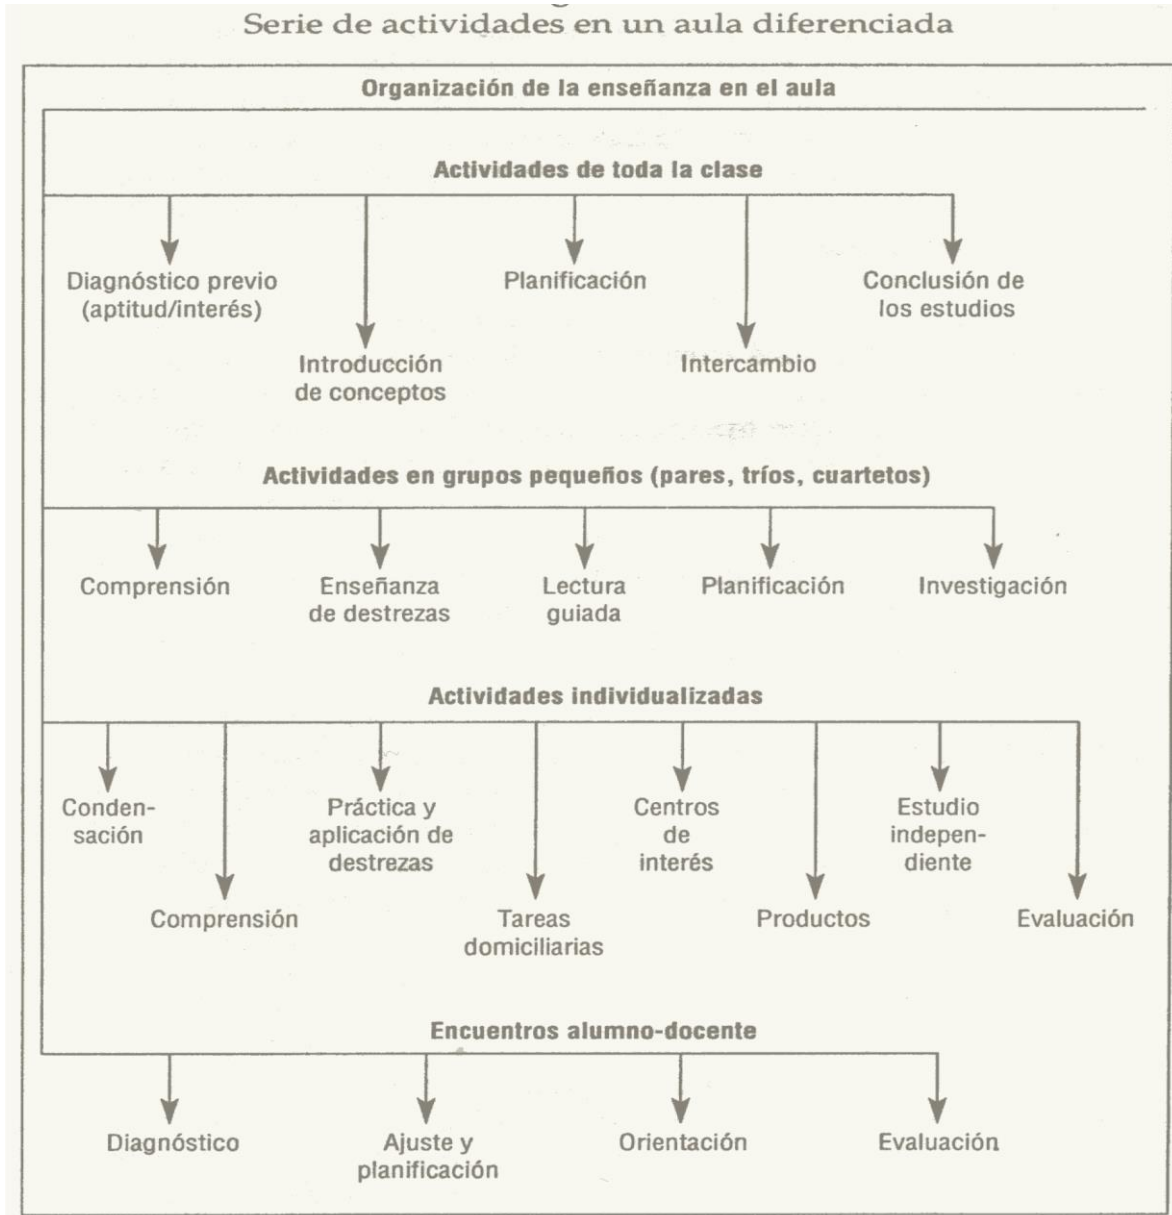 Serie de actividades en un aula diferenciada
Organización de la enseñanza en el aula
Actividades de toda la clase
Diagnóstico previo
(aptitud/interés)
Planificación
Conclusión de
los estudios
Introducción
de conceptos
Intercambio
Actividades en grupos pequeños (pares, tríos, cuartetos)
Comprensión
Enseñanza
de destrezas
Lectura
guiada
Planificación
Investigación
Actividades individualizadas
Conden-
sación
Práctica y
aplicación de
destrezas
Centros
de
interés
Estudio
indepen-
diente
Comprensión
Tareas
domiciliarias
Productos
Evaluación
Encuentros alumno-docente
Diagnóstico
Ajuste y
planificación
Orientación
Evaluación